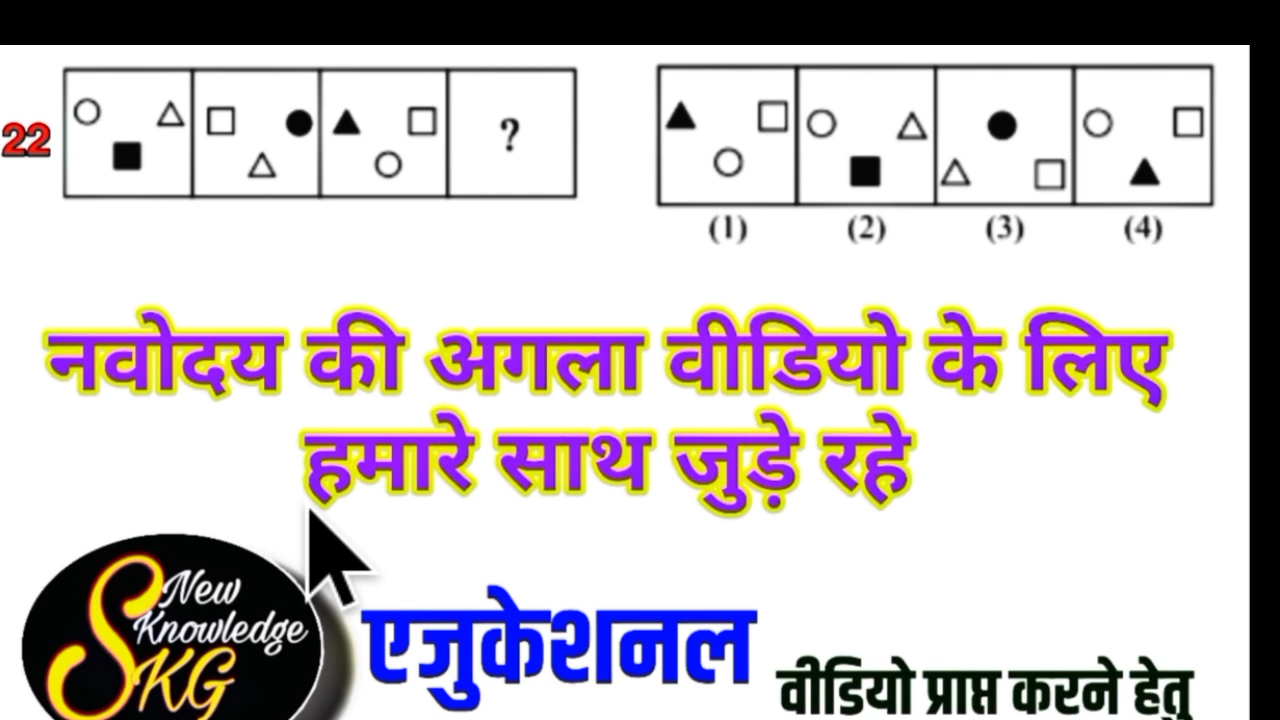 22
?
(1) (2) (3) (4)
नवोदय की अगला वीडियो के लिए
हमारे साथ जुड़े रहे
New
Knowledge
SKG
एजुकेशनल
वीडियो प्राप्त करने हेतु